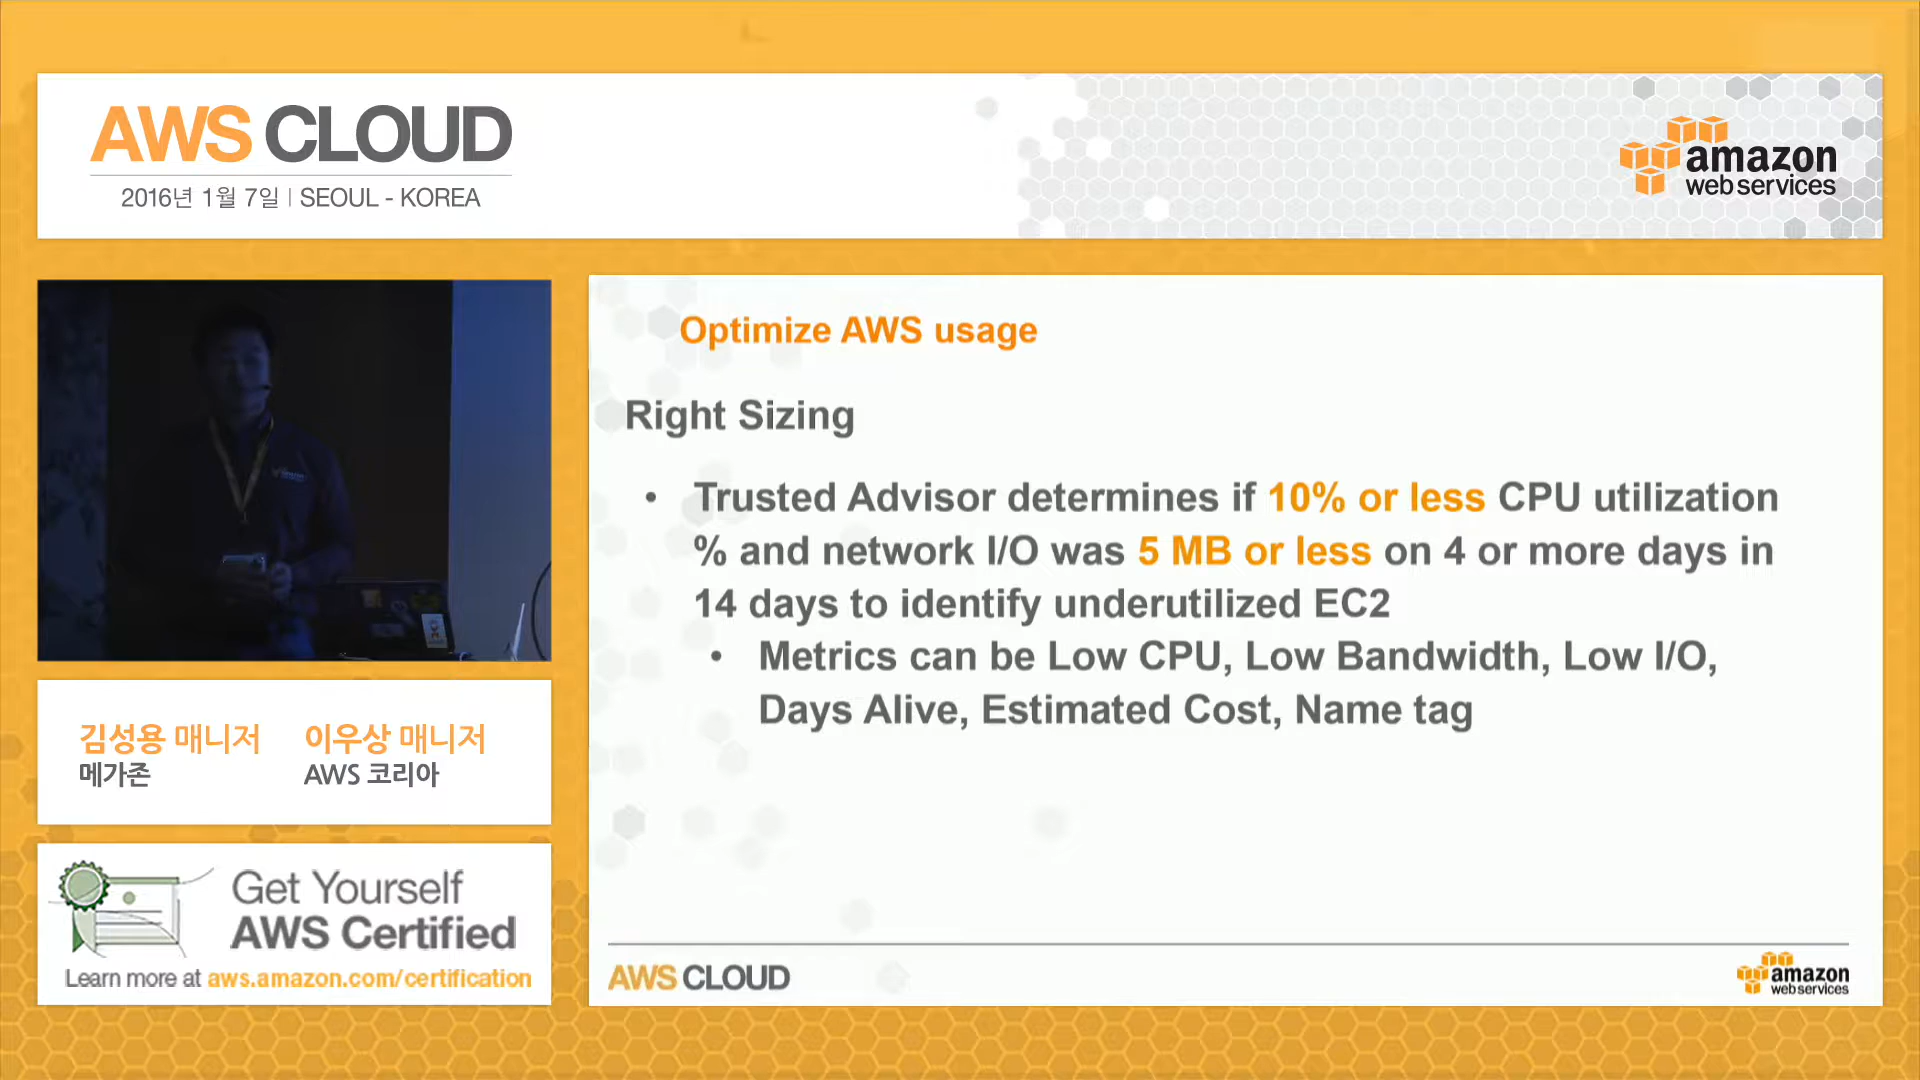 AWS CLOUD
2016년 1월 7일 | SEOUL - KOREA
amazon
web services
Optimize AWS usage
Right Sizing
• Trusted Advisor determines if 10% or less CPU utilization
% and network I/O was 5 MB or less on 4 or more days in
14 days to identify underutilized EC2
• Metrics can be Low CPU, Low Bandwidth, Low I/O,
Days Alive, Estimated Cost, Name tag
김성용 매니저 이우상 매니저
메가존 AWS 코리아
Get Yourself
AWS Certified
Learn more at aws.amazon.com/certification
AWS CLOUD
amazon
web services